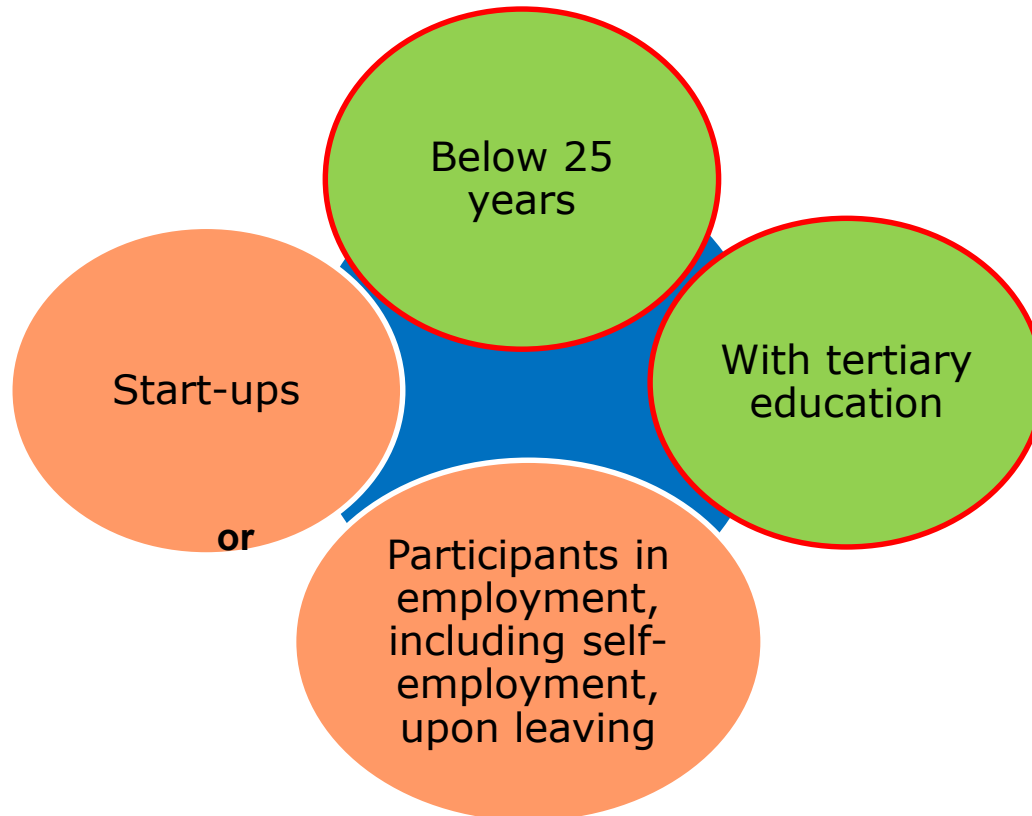 Below 25
years
With tertiary
education
Start-ups
or
Participants in
employment,
including self-
employment,
upon leaving